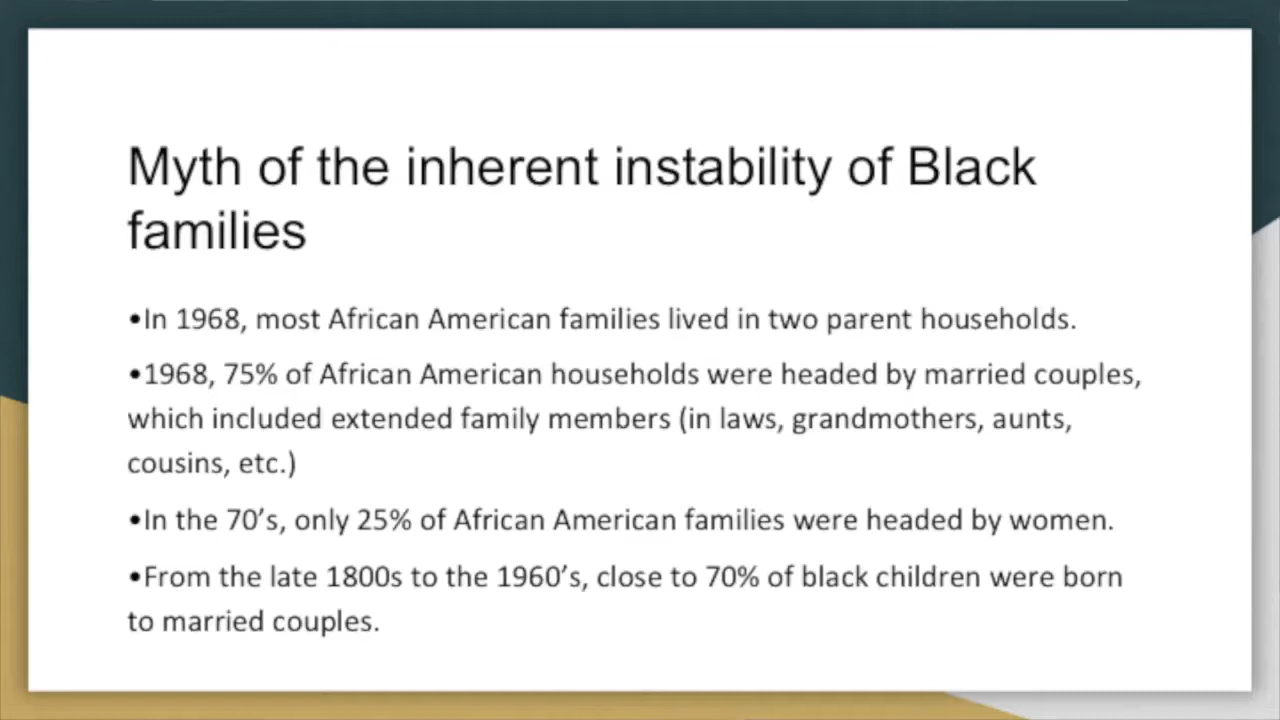 Myth of the inherent instability of Black
families
•In 1968, most African American families lived in two parent households.
•1968, 75% of African American households were headed by married couples,
which included extended family members (in laws, grandmothers, aunts,
cousins, etc.)
•In the 70’s, only 25% of African American families were headed by women.
•From the late 1800s to the 1960’s, close to 70% of black children were born
to married couples.